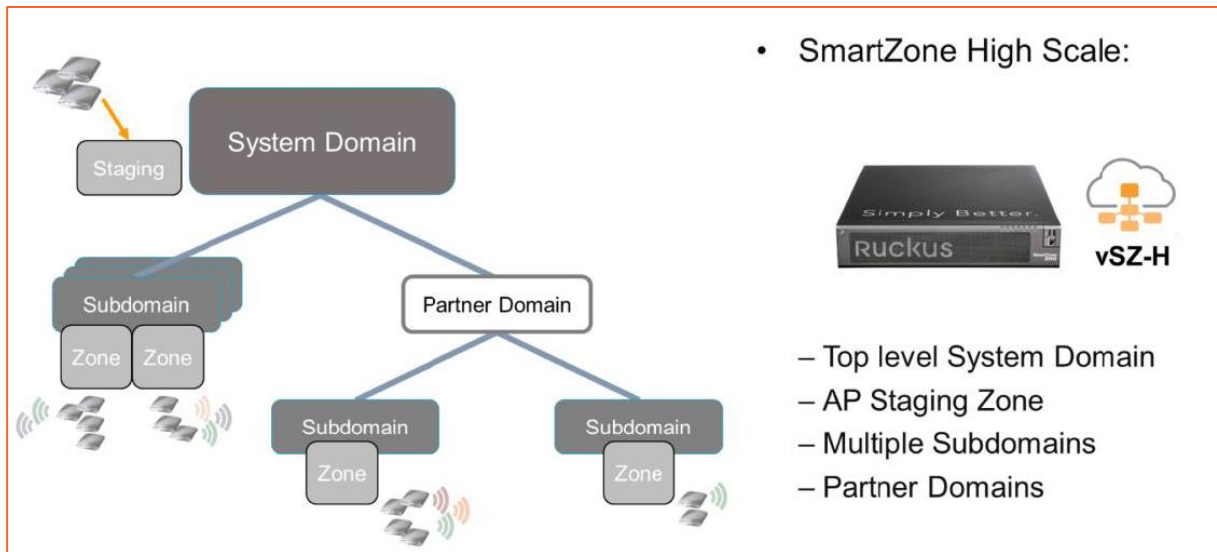 • SmartZone High Scale:
System Domain
Staging
Simply Better.
Ruckus
vSZ-H
Subdomain
Partner Domain
Zone Zone
– Top level System Domain
– AP Staging Zone
– Multiple Subdomains
– Partner Domains
Subdomain Subdomain
Zone Zone